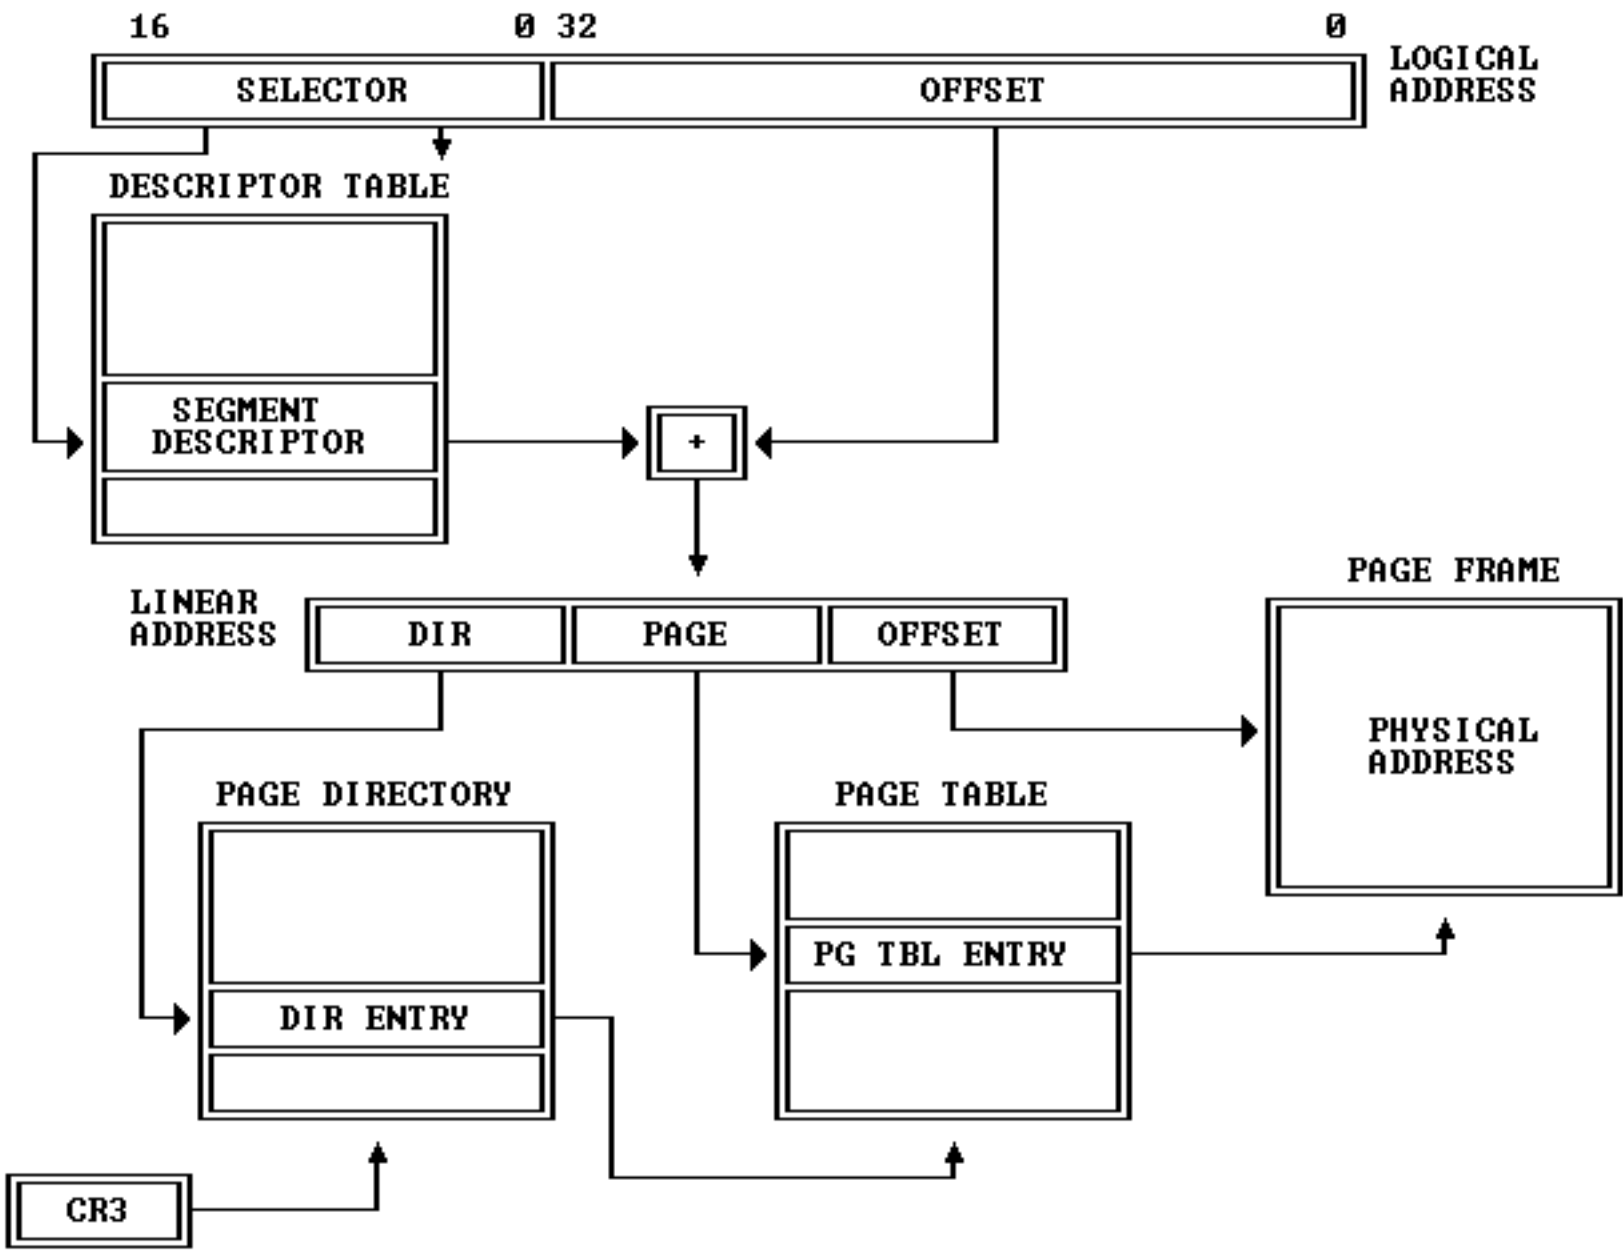 16 0 32 0
SELECTOR OFFSET
LOGICAL
ADDRESS
DESCRIPTOR TABLE
SEGMENT
DESCRIPTOR
+
PAGE FRAME
LINEAR
ADDRESS
DIR PAGE OFFSET
PHYSICAL
ADDRESS
PAGE DIRECTORY
PAGE TABLE
PG TBL ENTRY
DIR ENTRY
CR3